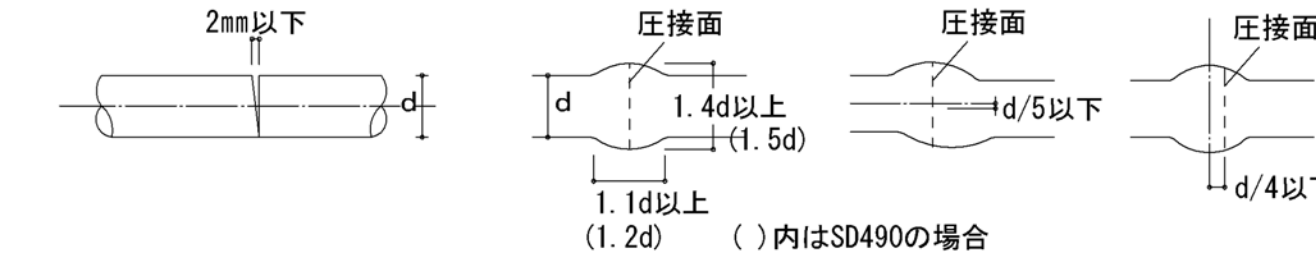 2mm以下
d
圧接面
d
1.4d以上
(1.5d)
1.1d以上
(1.2d)
( )内はSD490の場合
圧接面
d/5以下
圧接面
d/4以